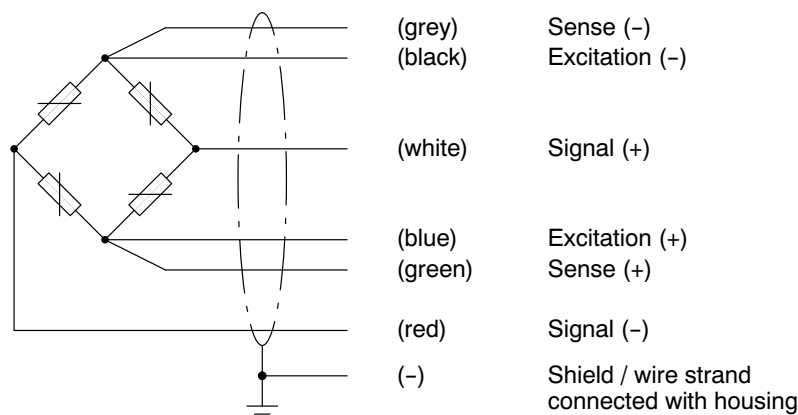 (grey) Sense (–)
(black) Excitation (–)
(white) Signal (+)
(blue) Excitation (+)
(green) Sense (+)
(red) Signal (–)
(–) Shield / wire strand
connected with housing